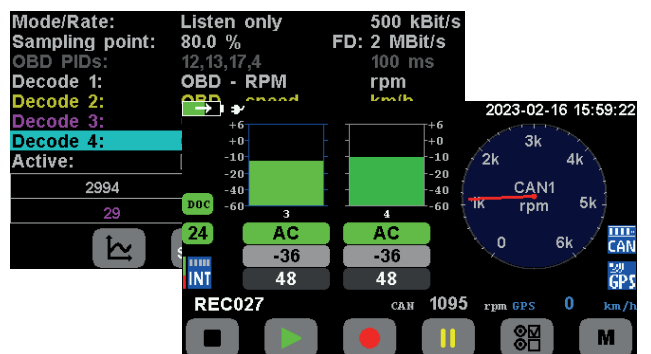 Mode/Rate: Listen only 500 kBit/s
Sampling point: 80.0 % FD: 2 MBit/s
OBD PIDs: 12,13,17,4 100 ms
Decode 1: OBD - RPM rpm
Decode 2: OBD - speed km/h
Decode 3:
Decode 4:
Active:
2994
29
2023-02-16 15:59:22
+6 +6
+0 +0
-10 -10
-20 -20
-40 -40
-60 -60
3 4
DOC
24 AC AC
-36 -36
INT 48 48
3k
2k 4k
CAN1
1k rpm 5k
0 6k
CAN
GPS
REC027 CAN 1095 rpm GPS 0 km/h
M